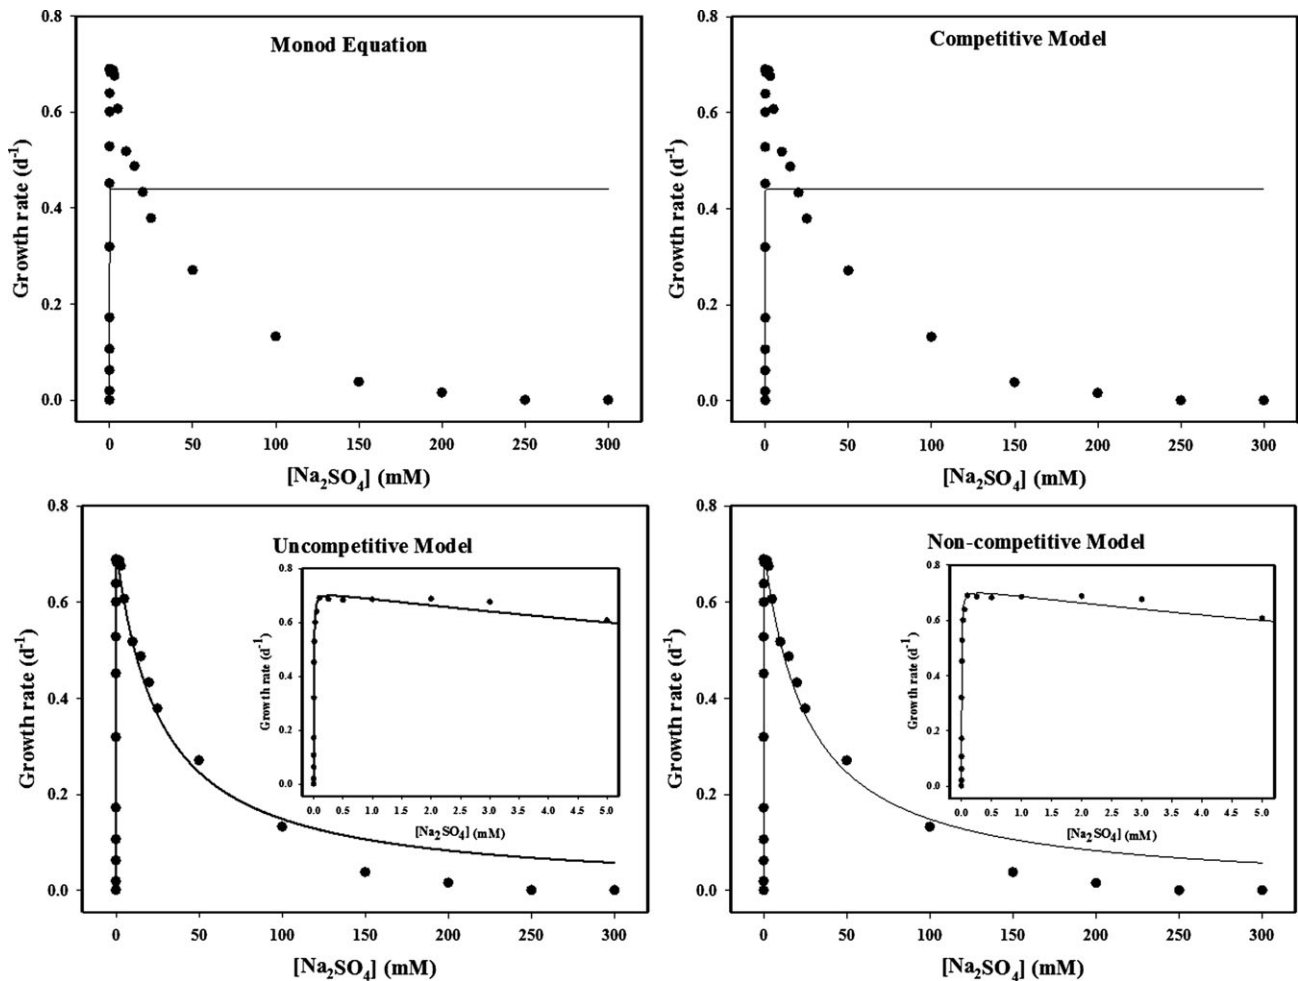 Monod Equation
Growth rate (d-1)
0.8
0.6
0.4
0.2
0.0
0 50 100 150 200 250 300
[Na2SO4] (mM)
Competitive Model
Growth rate (d-1)
0.8
0.6
0.4
0.2
0.0
0 50 100 150 200 250 300
[Na2SO4] (mM)
Uncompetitive Model
Growth rate (d-1)
0.8
0.6
0.4
0.2
0.0
0 50 100 150 200 250 300
[Na2SO4] (mM)
Growth rate (d-1)
0.8
0.6
0.4
0.2
0.0
0.0 0.5 1.0 1.5 2.0 2.5 3.0 3.5 4.0 4.5 5.0
[Na2SO4] (mM)
Non-competitive Model
Growth rate (d-1)
0.8
0.6
0.4
0.2
0.0
0 50 100 150 200 250 300
[Na2SO4] (mM)
Growth rate (d-1)
0.8
0.6
0.4
0.2
0.0
0.0 0.5 1.0 1.5 2.0 2.5 3.0 3.5 4.0 4.5 5.0
[Na2SO4] (mM)